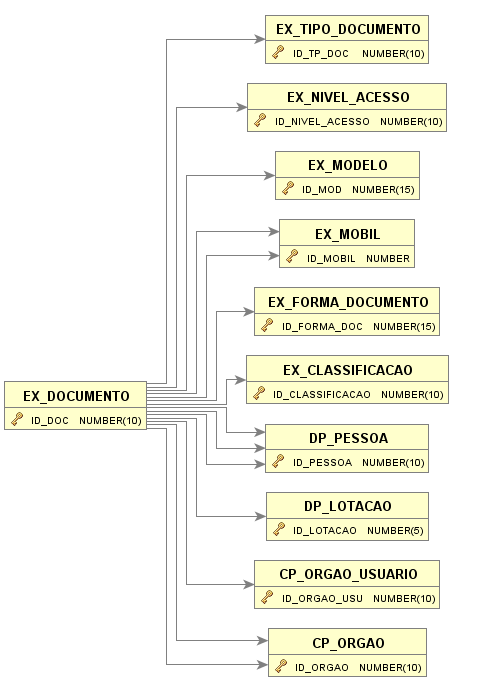 EX_TIPO_DOCUMENTO
ID_TP_DOC NUMBER(10)
EX_NIVEL_ACESSO
ID_NIVEL_ACESSO NUMBER(10)
EX_MODELO
ID_MOD NUMBER(15)
EX_MOBIL
ID_MOBIL NUMBER
EX_FORMA_DOCUMENTO
ID_FORMA_DOC NUMBER(15)
EX_CLASSIFICACAO
ID_CLASSIFICACAO NUMBER(10)
EX_DOCUMENTO
ID_DOC NUMBER(10)
DP_PESSOA
ID_PESSOA NUMBER(10)
DP_LOTACAO
ID_LOTACAO NUMBER(5)
CP_ORGAO_USUARIO
ID_ORGAO_USU NUMBER(10)
CP_ORGAO
ID_ORGAO NUMBER(10)